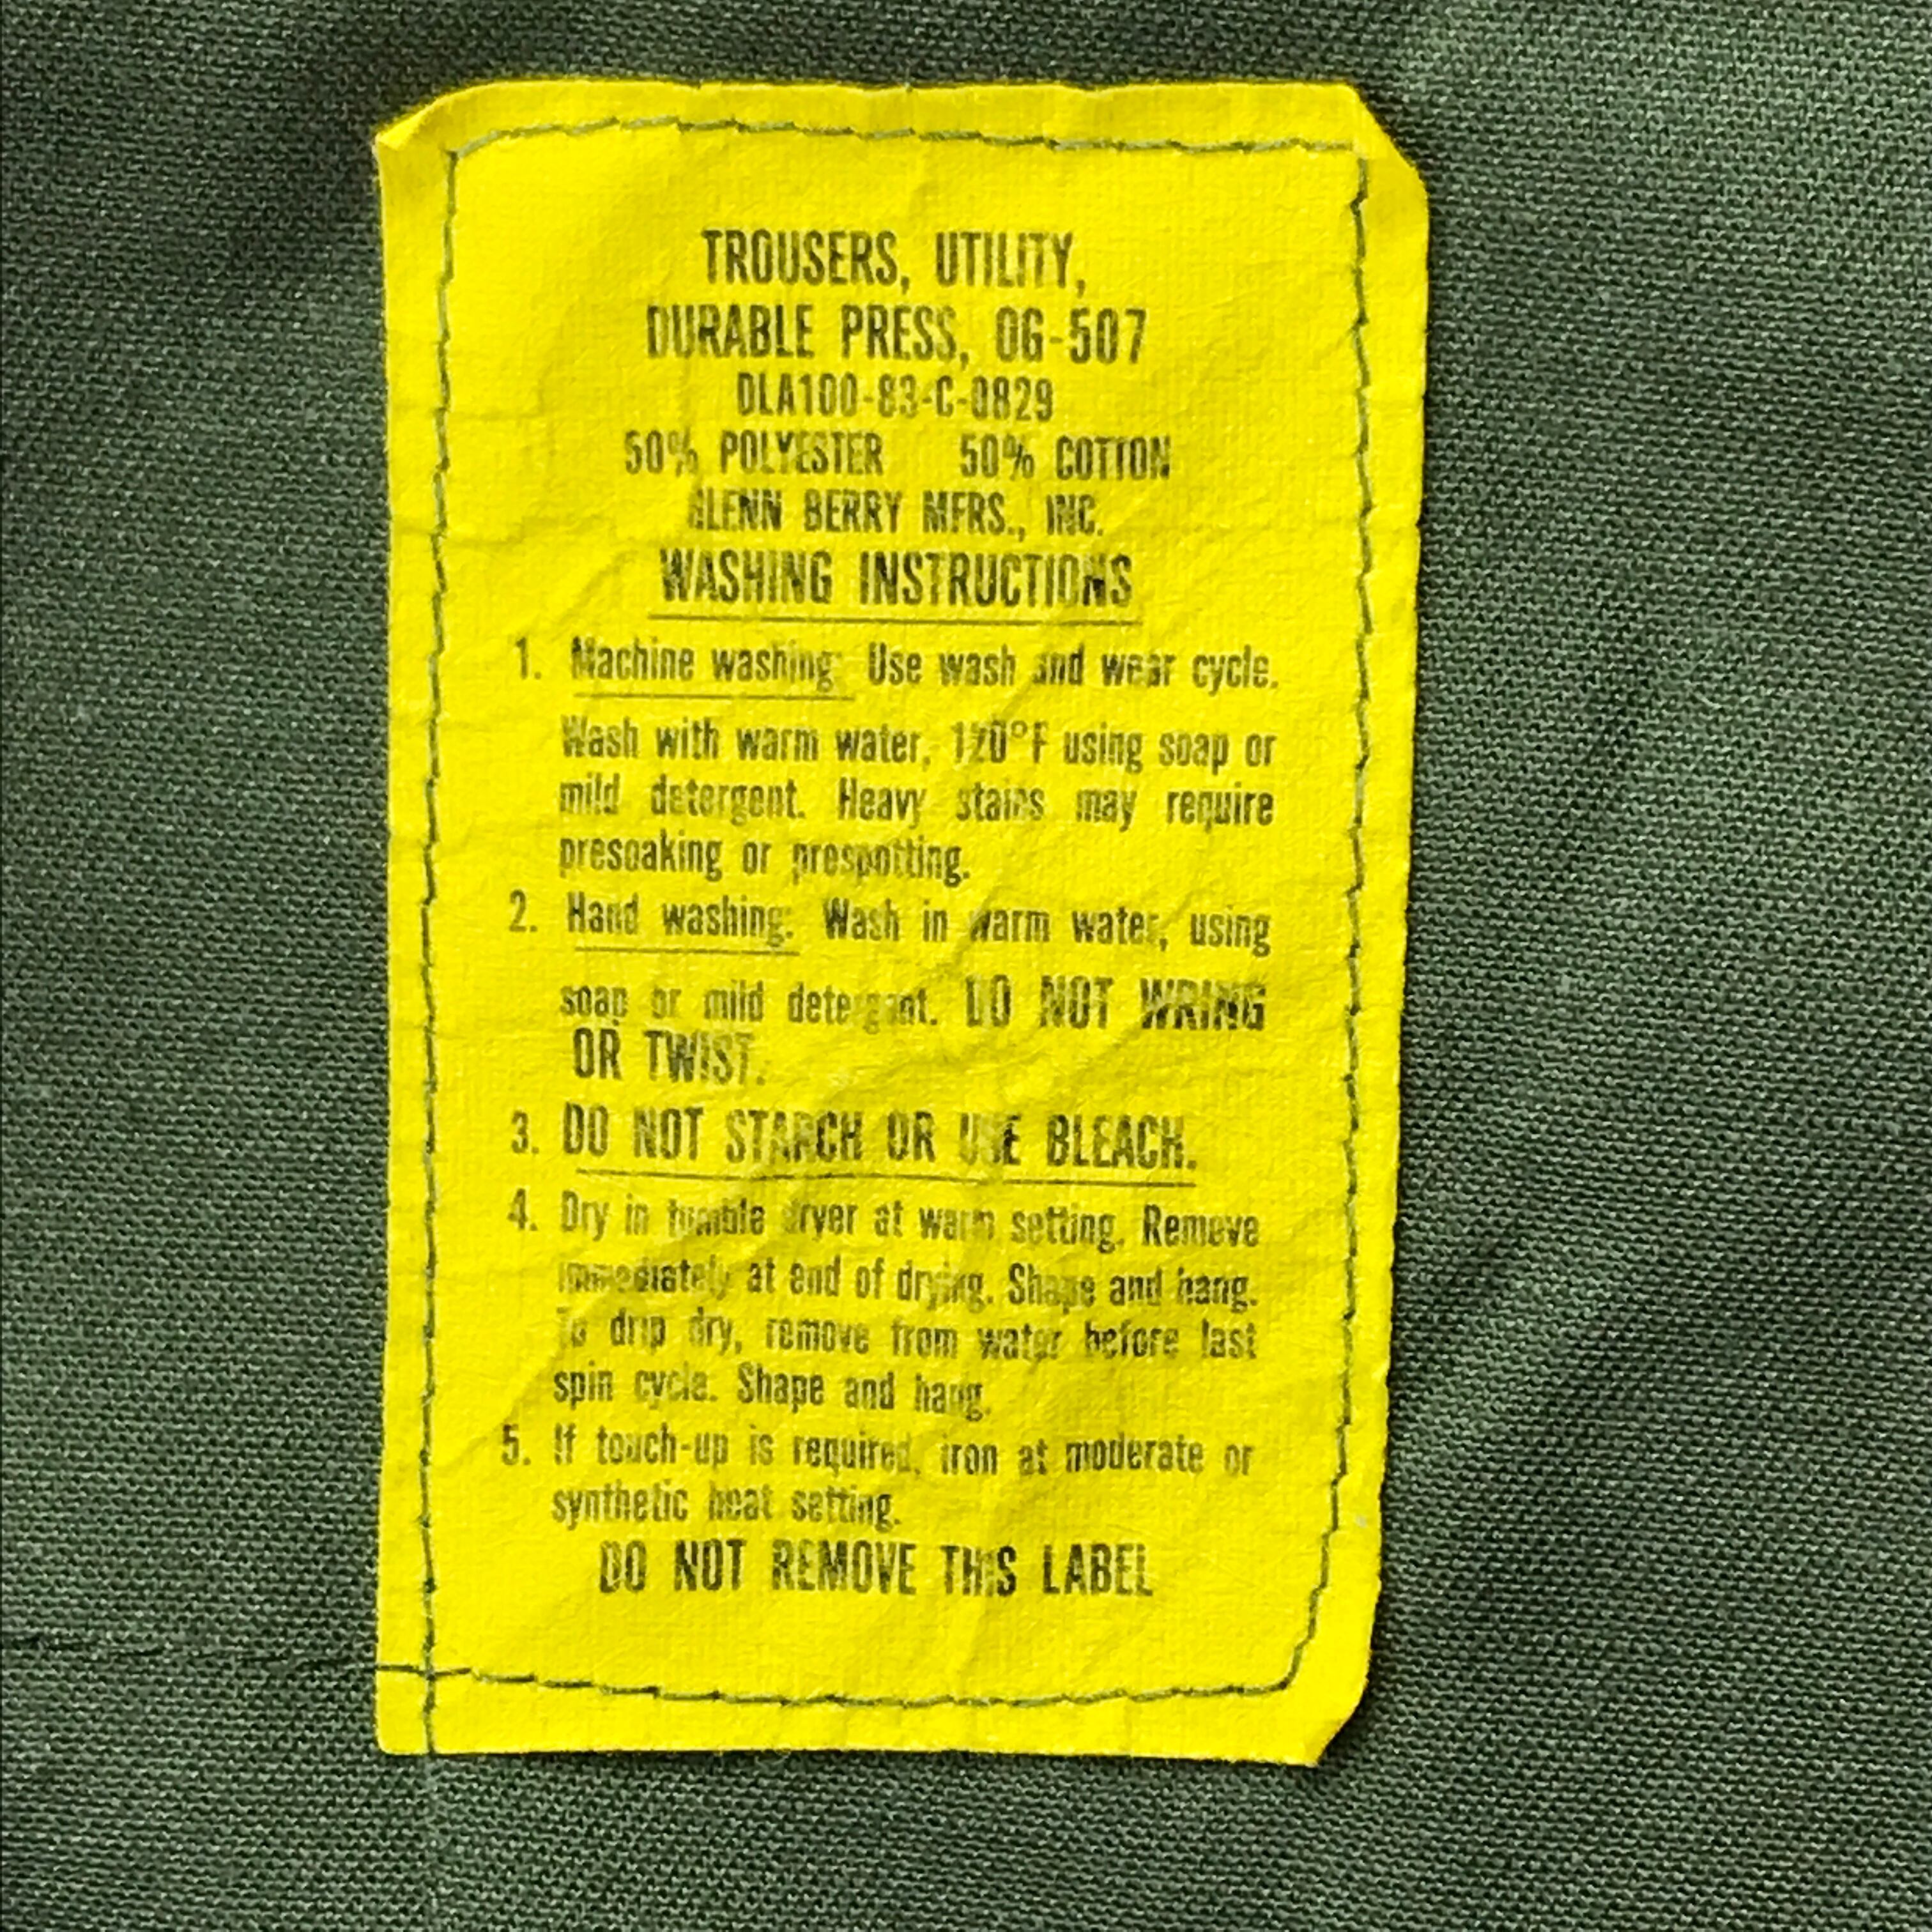 TROUSERS, UTILITY,
DURABLE PRESS, OG-507
DLA100-83-C-0829
50% POLYESTER 50% COTTON
GLENN BERRY MFRS., INC.
WASHING INSTRUCTIONS
1. Machine washing: Use wash and wear cycle.
Wash with warm water, 120°F using soap or
mild detergent. Heavy stains may require
presoaking or prespotting.
2. Hand washing: Wash in warm water, using
soap or mild detergent. DO NOT WRING
OR TWIST.
3. DO NOT STARCH OR USE BLEACH.
4. Dry in tumble dryer at warm setting. Remove
immediately at end of drying. Shape and hang.
To drip dry, remove from water before last
spin cycle. Shape and hang.
5. If touch-up is required, iron at moderate or
synthetic heat setting.
DO NOT REMOVE THIS LABEL